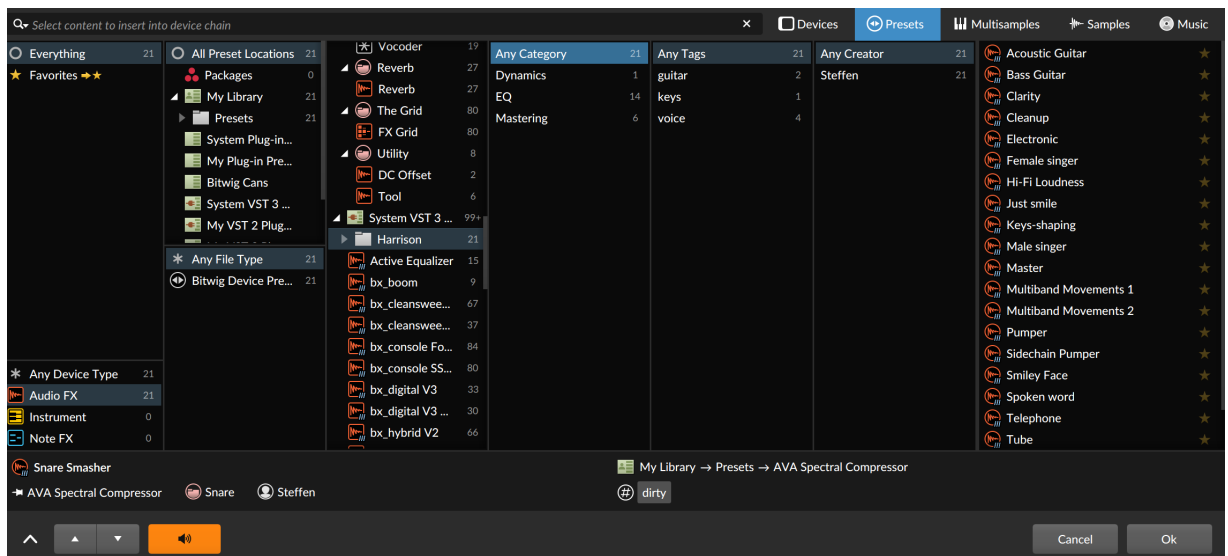 Select content to insert into device chain
Devices
Presets
Multisamples
Samples
Music
Everything 21
Favorites
Any Device Type 21
Audio FX 21
Instrument 0
Note FX 0
All Preset Locations 21
Packages 0
My Library 21
Presets 21
System Plug-in...
My Plug-in Pre...
Bitwig Cans
System VST 3 ...
My VST 2 Plug...
Any File Type 21
Bitwig Device Pre... 21
Vocoder 19
Reverb 27
Reverb 27
The Grid 80
FX Grid 80
Utility 8
DC Offset 2
Tool 6
System VST 3 ... 99+
Harrison 21
Active Equalizer 15
bx_boom 9
bx_cleanswee... 67
bx_cleanswee... 37
bx_console Fo... 84
bx_console SS... 80
bx_digital V3 33
bx_digital V3 ... 30
bx_hybrid V2 66
Any Category 21
Dynamics 1
EQ 14
Mastering 6
Any Tags 21
guitar 2
keys 1
voice 4
Any Creator 21
Steffen 21
Acoustic Guitar
Bass Guitar
Clarity
Cleanup
Electronic
Female singer
Hi-Fi Loudness
Just smile
Keys-shaping
Male singer
Master
Multiband Movements 1
Multiband Movements 2
Pumper
Sidechain Pumper
Smiley Face
Spoken word
Telephone
Tube
Snare Smasher
AVA Spectral Compressor
Snare
Steffen
My Library → Presets → AVA Spectral Compressor
dirty
Cancel
Ok